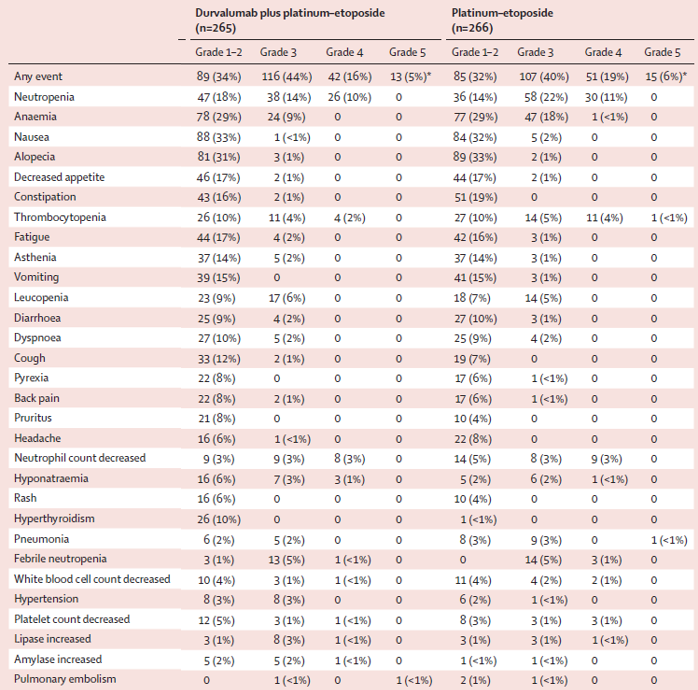 Durvalumab plus platinum–etoposide Platinum–etoposide
(n=265) (n=266)
Grade 1–2 Grade 3 Grade 4 Grade 5 Grade 1–2 Grade 3 Grade 4 Grade 5
Any event 89 (34%) 116 (44%) 42 (16%) 13 (5%)* 85 (32%) 107 (40%) 51 (19%) 15 (6%)*
Neutropenia 47 (18%) 38 (14%) 26 (10%) 0 36 (14%) 58 (22%) 30 (11%) 0
Anaemia 78 (29%) 24 (9%) 0 0 77 (29%) 47 (18%) 1 (<1%) 0
Nausea 88 (33%) 1 (<1%) 0 0 84 (32%) 5 (2%) 0 0
Alopecia 81 (31%) 3 (1%) 0 0 89 (33%) 2 (1%) 0 0
Decreased appetite 46 (17%) 2 (1%) 0 0 44 (17%) 2 (1%) 0 0
Constipation 43 (16%) 2 (1%) 0 0 51 (19%) 0 0 0
Thrombocytopenia 26 (10%) 11 (4%) 4 (2%) 0 27 (10%) 14 (5%) 11 (4%) 1 (<1%)
Fatigue 44 (17%) 4 (2%) 0 0 42 (16%) 3 (1%) 0 0
Asthenia 37 (14%) 5 (2%) 0 0 37 (14%) 3 (1%) 0 0
Vomiting 39 (15%) 0 0 0 41 (15%) 3 (1%) 0 0
Leucopenia 23 (9%) 17 (6%) 0 0 18 (7%) 14 (5%) 0 0
Diarrhoea 25 (9%) 4 (2%) 0 0 27 (10%) 3 (1%) 0 0
Dyspnoea 27 (10%) 5 (2%) 0 0 25 (9%) 4 (2%) 0 0
Cough 33 (12%) 2 (1%) 0 0 19 (7%) 0 0 0
Pyrexia 22 (8%) 0 0 0 17 (6%) 1 (<1%) 0 0
Back pain 22 (8%) 2 (1%) 0 0 17 (6%) 1 (<1%) 0 0
Pruritus 21 (8%) 0 0 0 10 (4%) 0 0 0
Headache 16 (6%) 1 (<1%) 0 0 22 (8%) 0 0 0
Neutrophil count decreased 9 (3%) 9 (3%) 8 (3%) 0 14 (5%) 8 (3%) 9 (3%) 0
Hyponatraemia 16 (6%) 7 (3%) 3 (1%) 0 5 (2%) 6 (2%) 1 (<1%) 0
Rash 16 (6%) 0 0 0 10 (4%) 0 0 0
Hyperthyroidism 26 (10%) 0 0 0 1 (<1%) 0 0 0
Pneumonia 6 (2%) 5 (2%) 0 0 8 (3%) 9 (3%) 0 1 (<1%)
Febrile neutropenia 3 (1%) 13 (5%) 1 (<1%) 0 0 14 (5%) 3 (1%) 0
White blood cell count decreased 10 (4%) 3 (1%) 1 (<1%) 0 11 (4%) 4 (2%) 2 (1%) 0
Hypertension 8 (3%) 8 (3%) 0 0 6 (2%) 1 (<1%) 0 0
Platelet count decreased 12 (5%) 3 (1%) 1 (<1%) 0 8 (3%) 3 (1%) 3 (1%) 0
Lipase increased 3 (1%) 8 (3%) 0 0 3 (1%) 3 (1%) 1 (<1%) 0
Amylase increased 5 (2%) 5 (2%) 1 (<1%) 0 1 (<1%) 1 (<1%) 0 0
Pulmonary embolism 0 1 (<1%) 0 1 (<1%) 2 (1%) 1 (<1%) 0 0